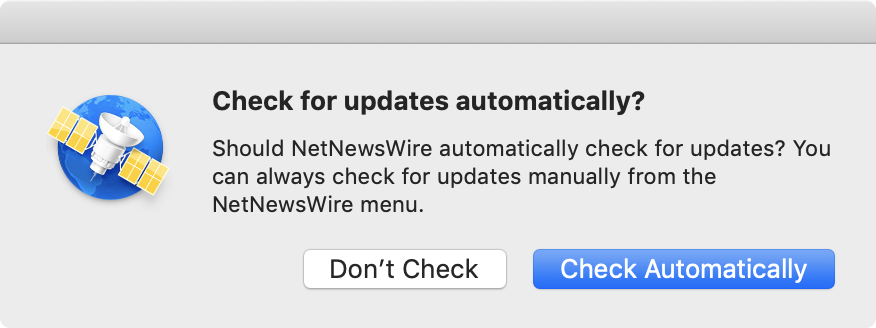 Check for updates automatically?
Should NetNewsWire automatically check for updates? You
can always check for updates manually from the
NetNewsWire menu.
Don’t Check
Check Automatically